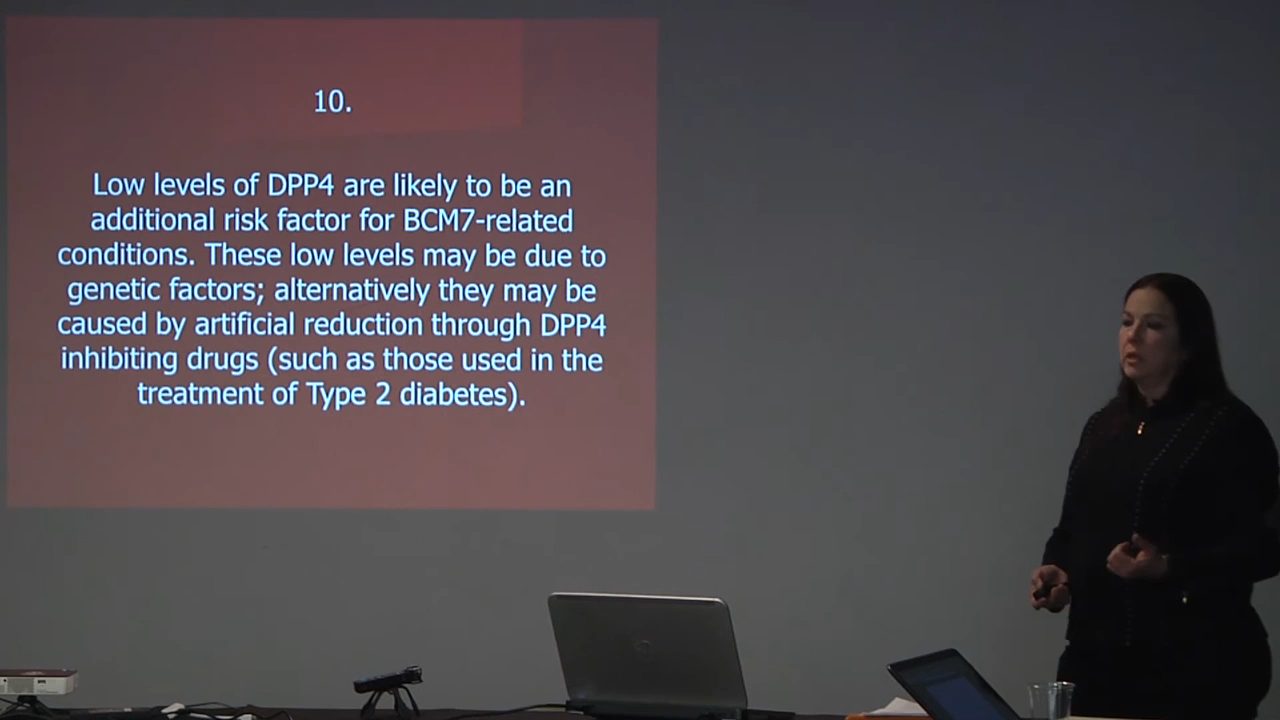 10.
Low levels of DPP4 are likely to be an
additional risk factor for BCM7-related
conditions. These low levels may be due to
genetic factors; alternatively they may be
caused by artificial reduction through DPP4
inhibiting drugs (such as those used in the
treatment of Type 2 diabetes).